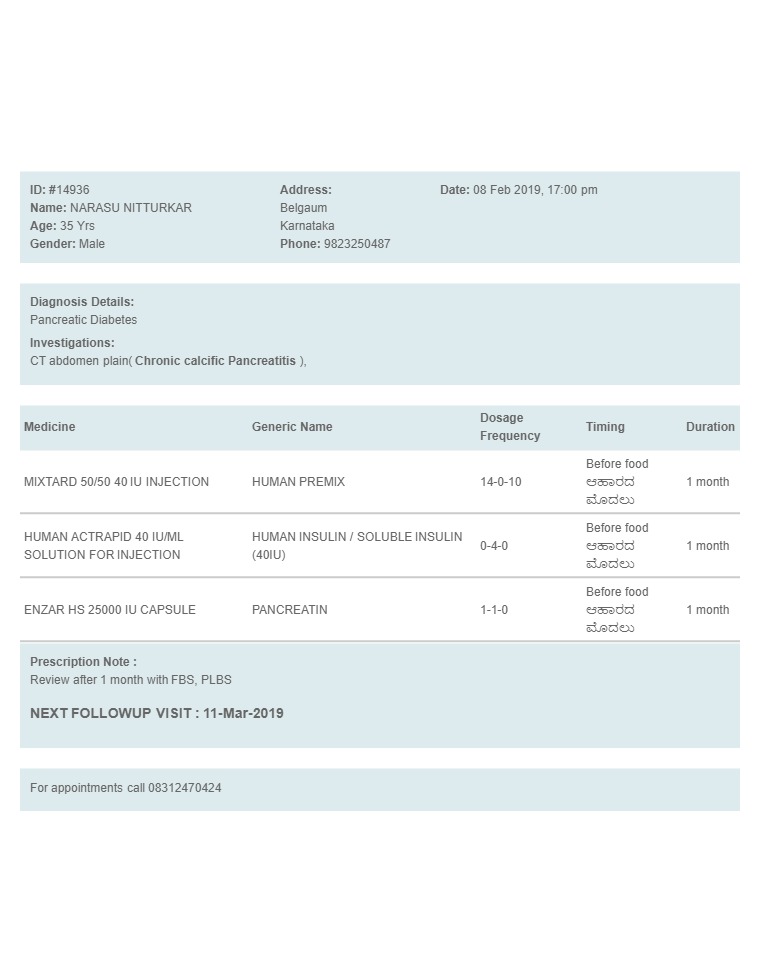 ID: #14936
Name: NARASU NITTURKAR
Age: 35 Yrs
Gender: Male
Address:
Belgaum
Karnataka
Phone: 9823250487
Date: 08 Feb 2019, 17:00 pm
Diagnosis Details:
Pancreatic Diabetes
Investigations:
CT abdomen plain( Chronic calcific Pancreatitis ),
Medicine Generic Name Dosage Frequency Timing Duration
MIXTARD 50/50 40 IU INJECTION HUMAN PREMIX 14-0-10 Before food ಆಹಾರದ ಮೊದಲು 1 month
HUMAN ACTRAPID 40 IU/ML SOLUTION FOR INJECTION HUMAN INSULIN / SOLUBLE INSULIN (40IU) 0-4-0 Before food ಆಹಾರದ ಮೊದಲು 1 month
ENZAR HS 25000 IU CAPSULE PANCREATIN 1-1-0 Before food ಆಹಾರದ ಮೊದಲು 1 month
Prescription Note :
Review after 1 month with FBS, PLBS
NEXT FOLLOWUP VISIT : 11-Mar-2019
For appointments call 08312470424